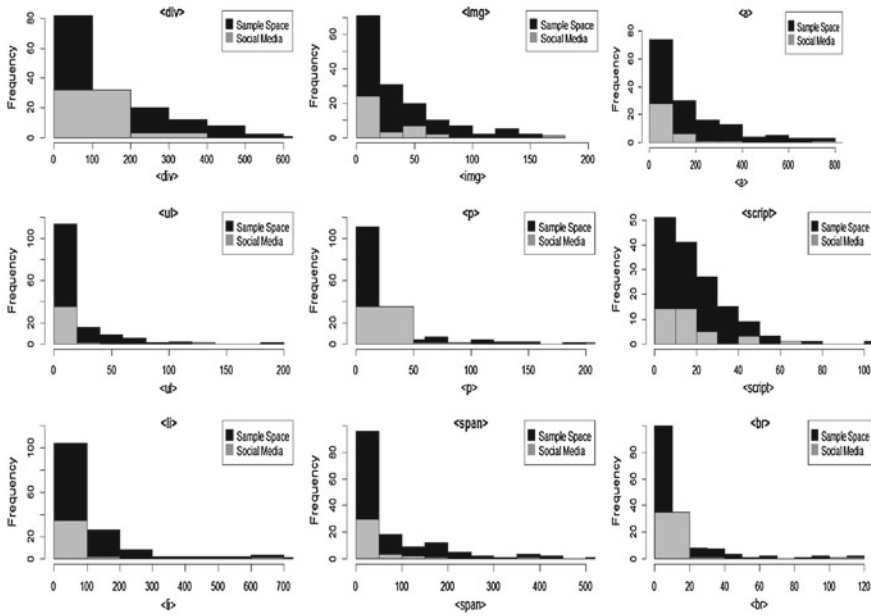 <div>
Sample Space
Social Media
Frequency
0 20 40 60 80
0 100 200 300 400 500 600
<div>
<img>
Sample Space
Social Media
Frequency
0 20 40 60
0 50 100 150 200
<img>
<a>
Sample Space
Social Media
Frequency
0 20 40 60 80
0 200 400 600 800
<a>
<ul>
Sample Space
Social Media
Frequency
0 20 60 100
0 50 100 150 200
<ul>
<p>
Sample Space
Social Media
Frequency
0 20 60 100
0 50 100 150 200
<p>
<script>
Sample Space
Social Media
Frequency
0 10 20 30 40 50
0 20 40 60 80 100
<script>
<li>
Sample Space
Social Media
Frequency
0 20 60 100
0 100 200 300 400 500 600 700
<li>
<span>
Sample Space
Social Media
Frequency
0 20 40 60 80
0 100 200 300 400 500
<span>
<br>
Sample Space
Social Media
Frequency
0 20 40 60 80
0 20 40 60 80 100 120
<br>